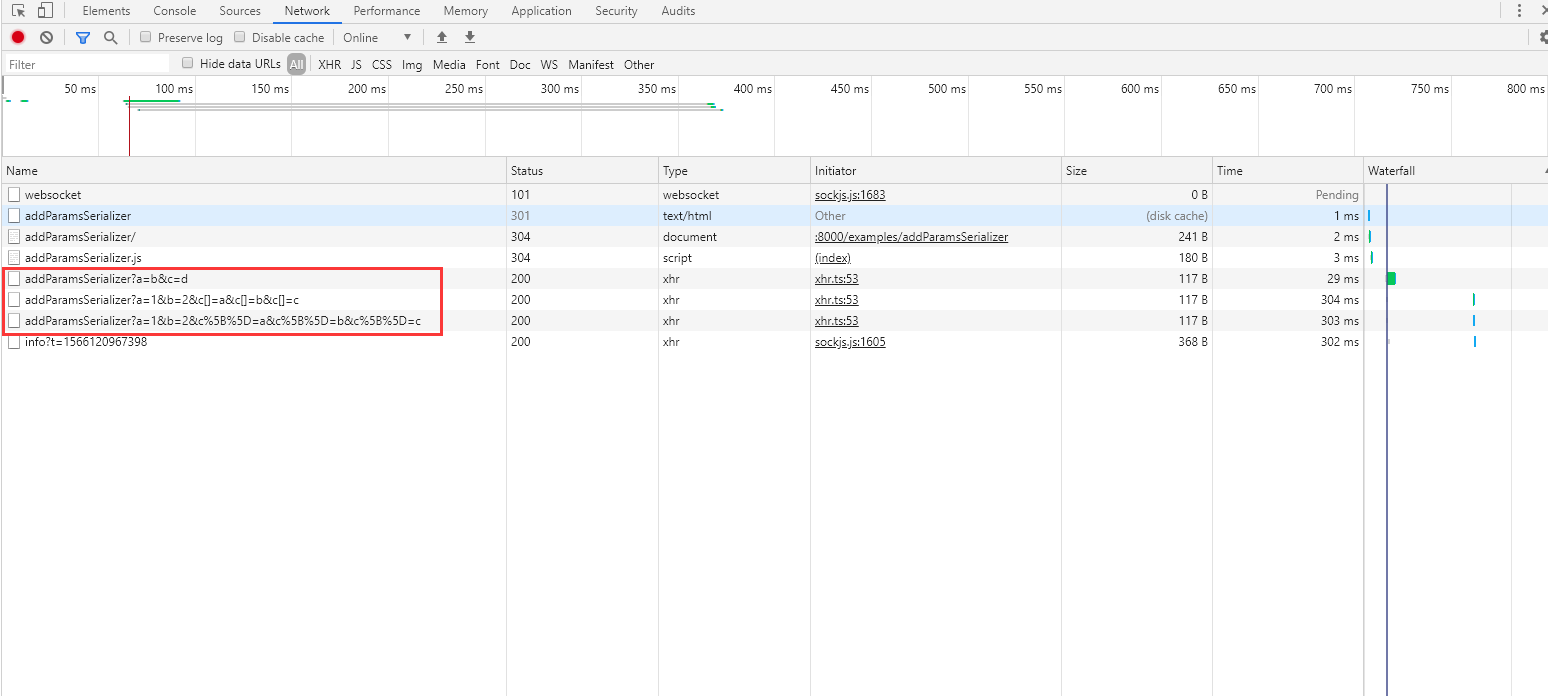 Elements Console Sources Network Performance Memory Application Security Audits
Preserve log Disable cache Online
Filter Hide data URLs All XHR JS CSS Img Media Font Doc WS Manifest Other
50 ms 100 ms 150 ms 200 ms 250 ms 300 ms 350 ms 400 ms 450 ms 500 ms 550 ms 600 ms 650 ms 700 ms 750 ms 800 ms
Name Status Type Initiator Size Time Waterfall
websocket 101 websocket sockjs.js:1683 0 B Pending
addParamsSerializer 301 text/html Other (disk cache) 1 ms
addParamsSerializer/ 304 document :8000/examples/addParamsSerializer 241 B 2 ms
addParamsSerializer.js 304 script (index) 180 B 3 ms
addParamsSerializer?a=b&c=d 200 xhr xhr.ts:53 117 B 29 ms
addParamsSerializer?a=1&b=2&c[]=a&c[]=b&c[]=c 200 xhr xhr.ts:53 117 B 304 ms
addParamsSerializer?a=1&b=2&c%5B%5D=a&c%5B%5D=b&c%5B%5D=c 200 xhr xhr.ts:53 117 B 303 ms
info?t=1566120967398 200 xhr sockjs.js:1605 368 B 302 ms